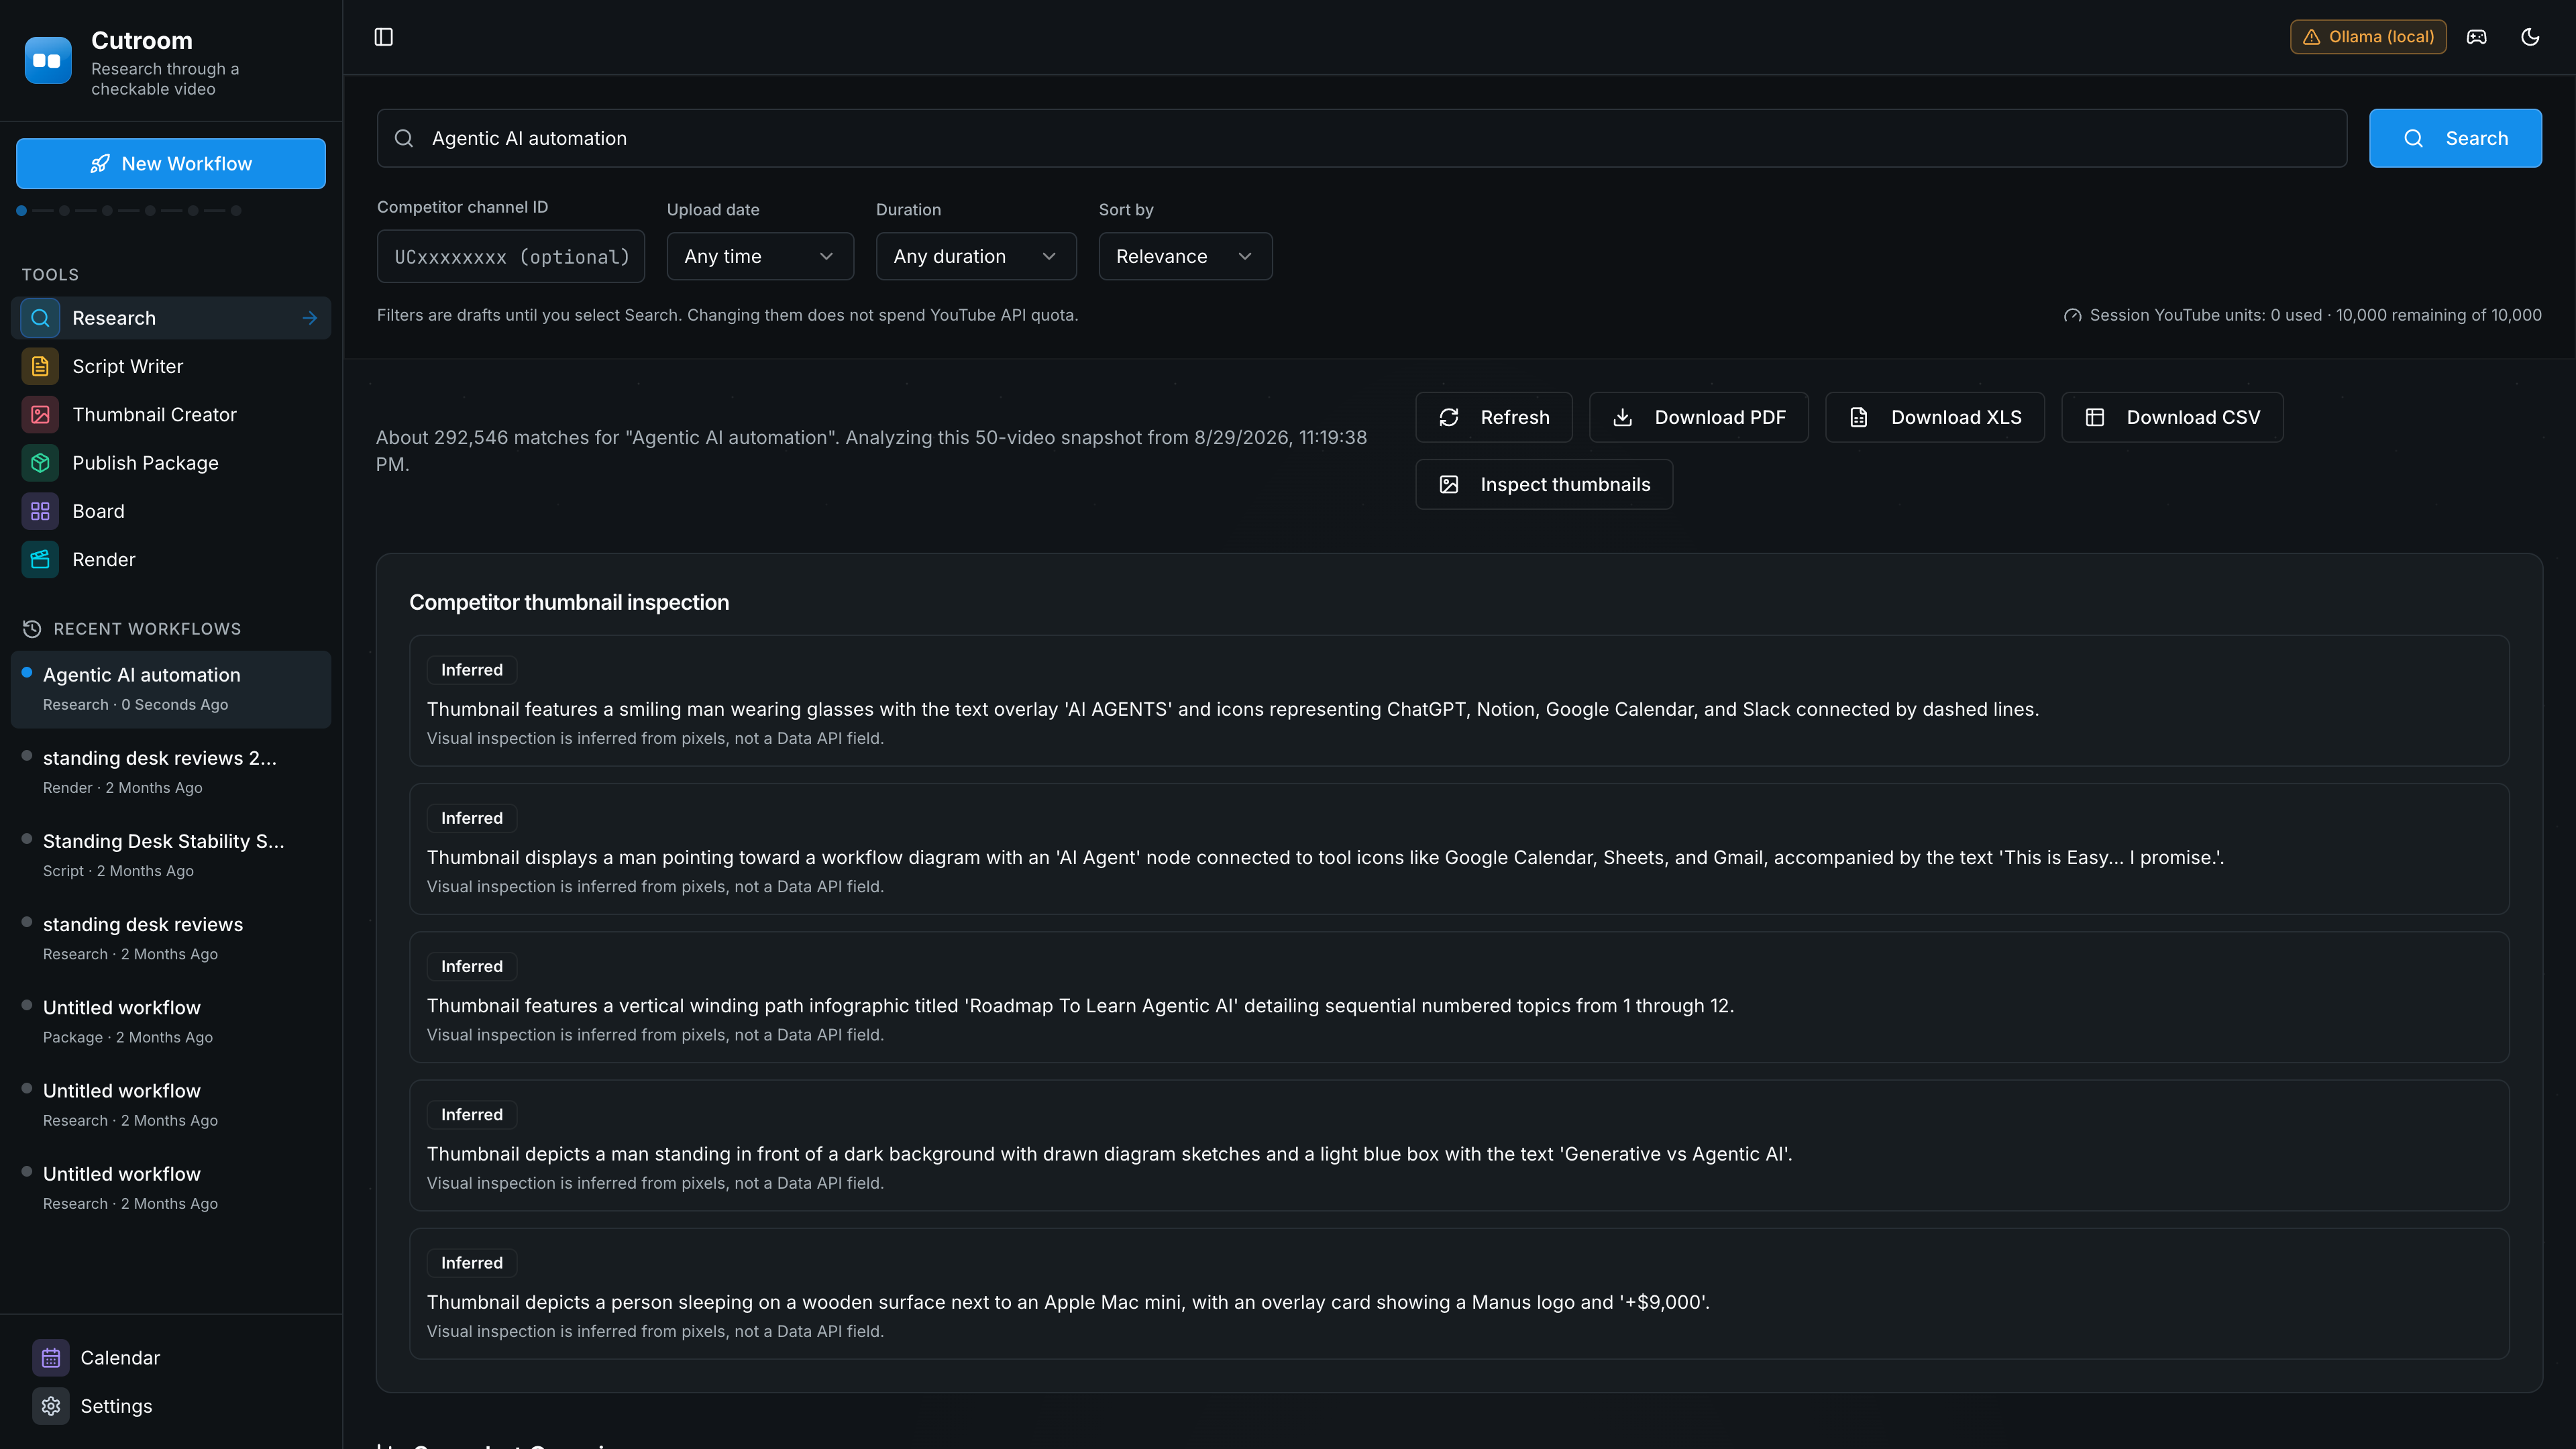 Cutroom
Research through a
checkable video
New Workflow
TOOLS
Research
Script Writer
Thumbnail Creator
Publish Package
Board
Render
RECENT WORKFLOWS
Agentic AI automation
Research · 0 Seconds Ago
standing desk reviews 2...
Render · 2 Months Ago
Standing Desk Stability S...
Script · 2 Months Ago
standing desk reviews
Research · 2 Months Ago
Untitled workflow
Package · 2 Months Ago
Untitled workflow
Research · 2 Months Ago
Untitled workflow
Research · 2 Months Ago
Calendar
Settings
Ollama (local)
Agentic AI automation
Search
Competitor channel ID
Upload date
Duration
Sort by
UCxxxxxxxx (optional)
Any time
Any duration
Relevance
Filters are drafts until you select Search. Changing them does not spend YouTube API quota.
Session YouTube units: 0 used · 10,000 remaining of 10,000
About 292,546 matches for "Agentic AI automation". Analyzing this 50-video snapshot from 8/29/2026, 11:19:38
PM.
Refresh
Download PDF
Download XLS
Download CSV
Inspect thumbnails
Competitor thumbnail inspection
Inferred
Thumbnail features a smiling man wearing glasses with the text overlay 'AI AGENTS' and icons representing ChatGPT, Notion, Google Calendar, and Slack connected by dashed lines.
Visual inspection is inferred from pixels, not a Data API field.
Inferred
Thumbnail displays a man pointing toward a workflow diagram with an 'AI Agent' node connected to tool icons like Google Calendar, Sheets, and Gmail, accompanied by the text 'This is Easy... I promise.'.
Visual inspection is inferred from pixels, not a Data API field.
Inferred
Thumbnail features a vertical winding path infographic titled 'Roadmap To Learn Agentic AI' detailing sequential numbered topics from 1 through 12.
Visual inspection is inferred from pixels, not a Data API field.
Inferred
Thumbnail depicts a man standing in front of a dark background with drawn diagram sketches and a light blue box with the text 'Generative vs Agentic AI'.
Visual inspection is inferred from pixels, not a Data API field.
Inferred
Thumbnail depicts a person sleeping on a wooden surface next to an Apple Mac mini, with an overlay card showing a Manus logo and '+$9,000'.
Visual inspection is inferred from pixels, not a Data API field.